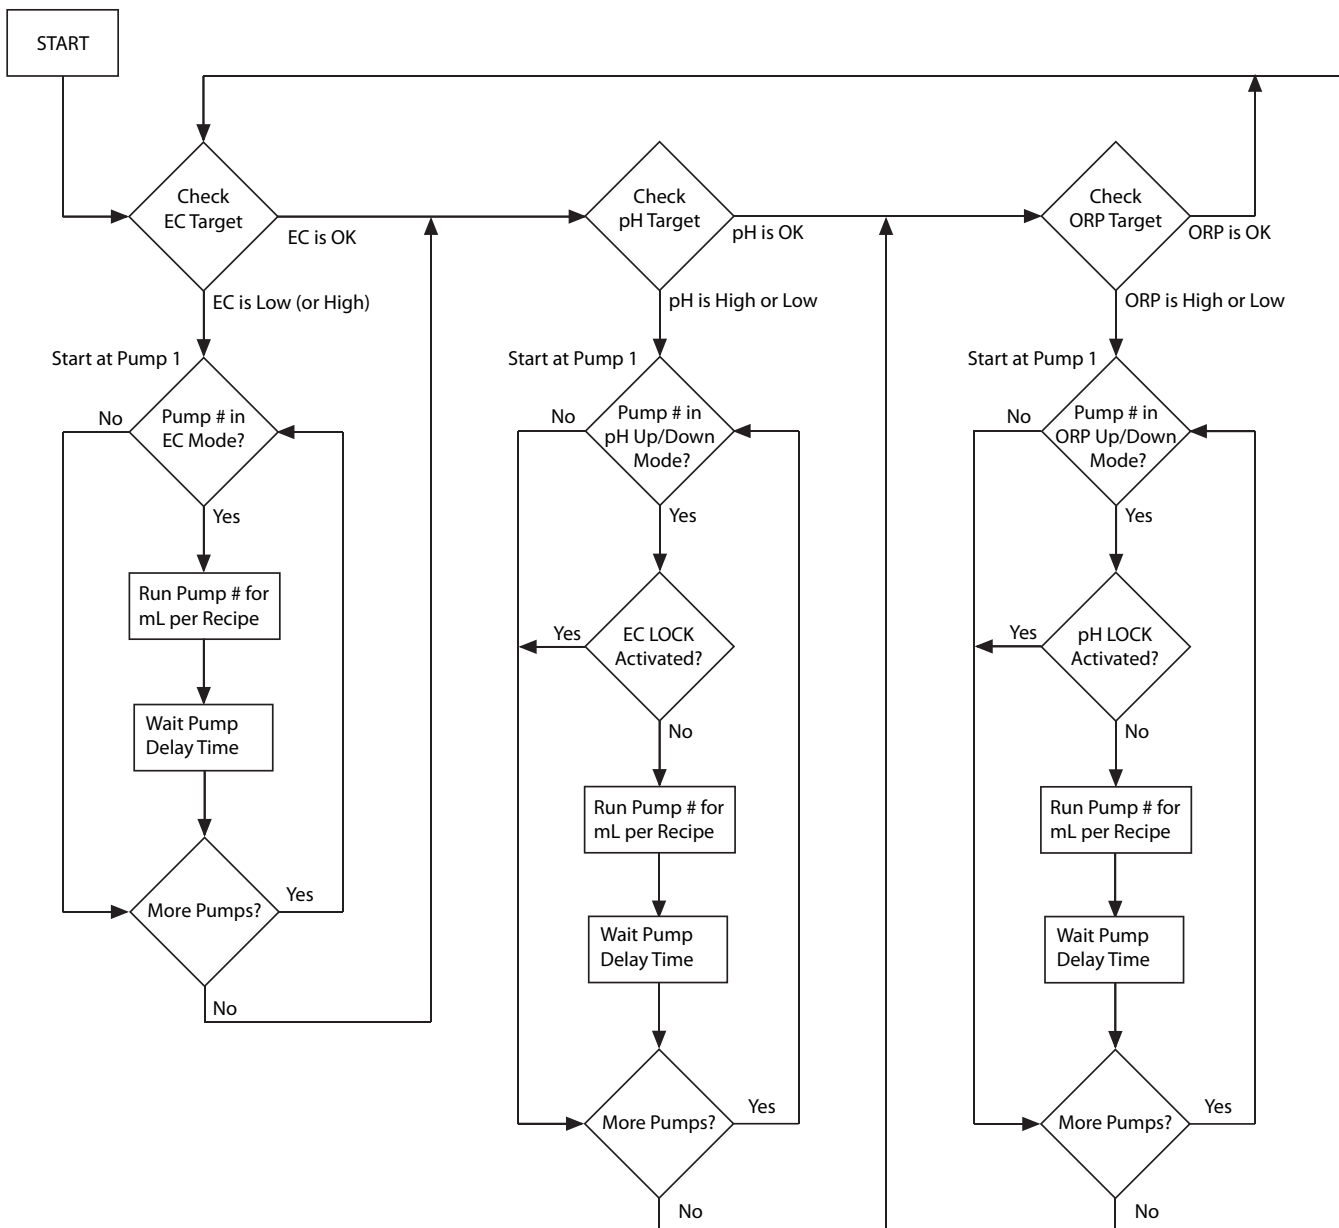 START
Check
EC Target
EC is OK
EC is Low (or High)
Start at Pump 1
Pump # in
EC Mode?
No
Yes
Run Pump # for
mL per Recipe
Wait Pump
Delay Time
More Pumps?
Yes
No
Check
pH Target
pH is OK
pH is High or Low
Start at Pump 1
Pump # in
pH Up/Down
Mode?
No
Yes
EC LOCK
Activated?
Yes
No
Run Pump # for
mL per Recipe
Wait Pump
Delay Time
More Pumps?
Yes
No
Check
ORP Target
ORP is OK
ORP is High or Low
Start at Pump 1
Pump # in
ORP Up/Down
Mode?
No
Yes
pH LOCK
Activated?
Yes
No
Run Pump # for
mL per Recipe
Wait Pump
Delay Time
More Pumps?
Yes
No